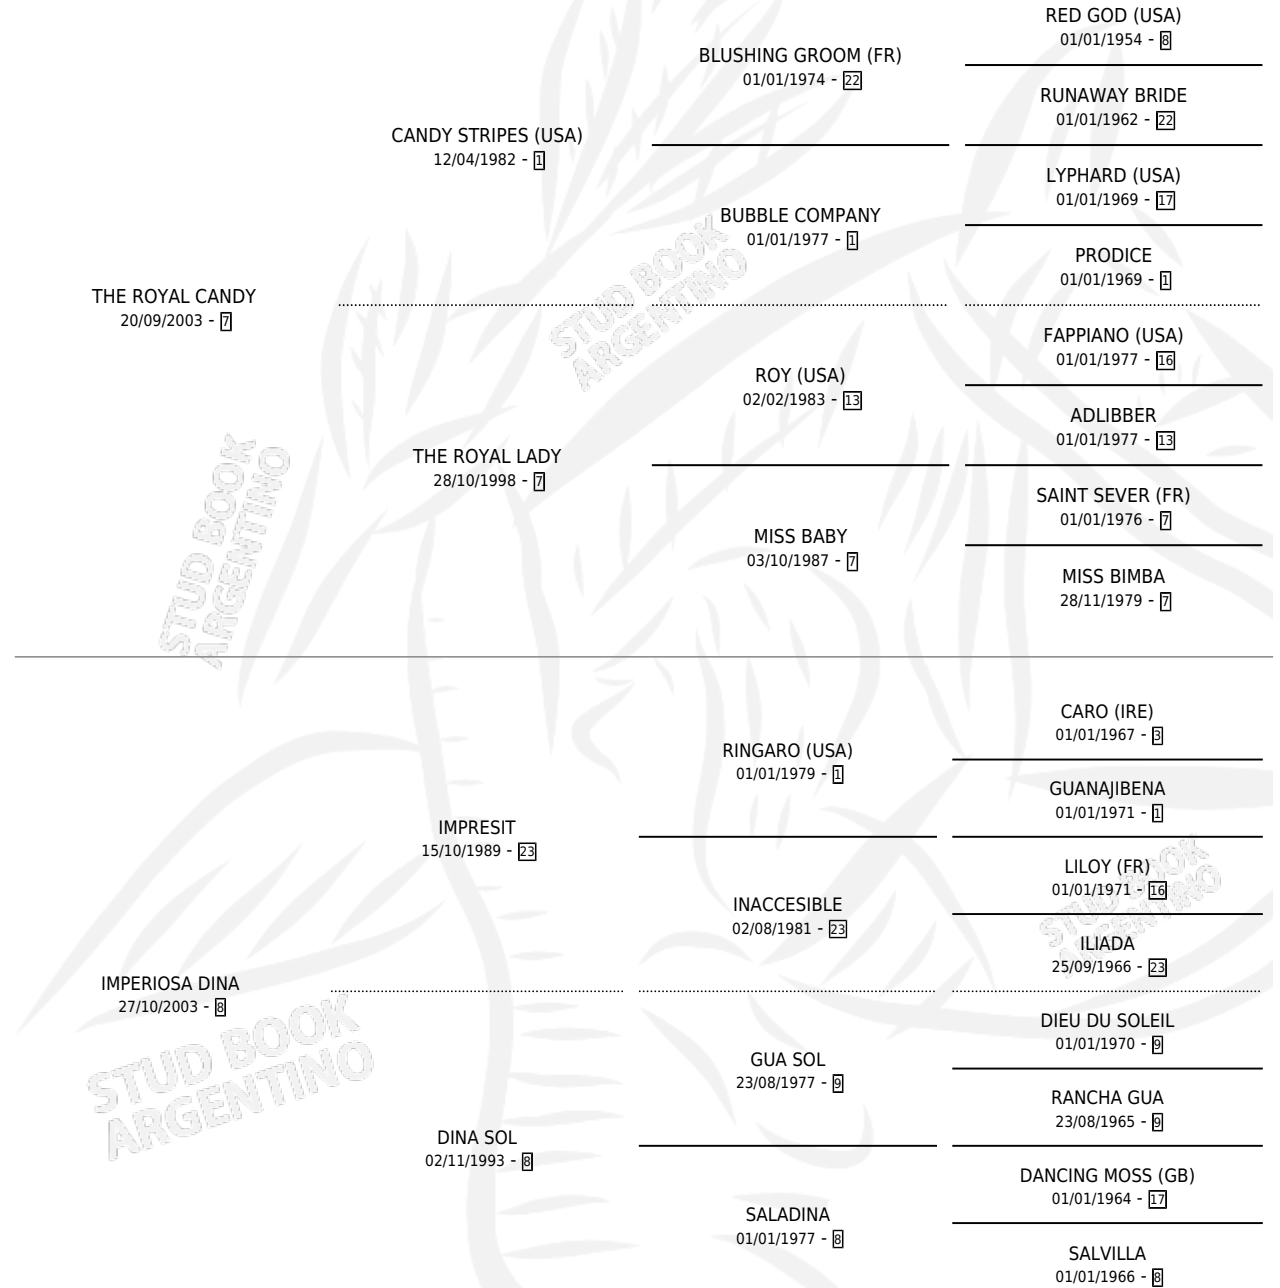 RED GOD (USA)
01/01/1954 - 8
BLUSHING GROOM (FR)
01/01/1974 - 22
RUNAWAY BRIDE
01/01/1962 - 22
CANDY STRIPES (USA)
12/04/1982 - 1
LYPHARD (USA)
01/01/1969 - 17
BUBBLE COMPANY
01/01/1977 - 1
PRODICE
01/01/1969 - 1
THE ROYAL CANDY
20/09/2003 - 7
FAPPIANO (USA)
01/01/1977 - 16
ROY (USA)
02/02/1983 - 13
ADLIBBER
01/01/1977 - 13
THE ROYAL LADY
28/10/1998 - 7
SAINT SEVER (FR)
01/01/1976 - 7
MISS BABY
03/10/1987 - 7
MISS BIMBA
28/11/1979 - 7
STUD BOOK
ARGENTINO
STUD BOOK
ARGENTINO
CARO (IRE)
01/01/1967 - 3
RINGARO (USA)
01/01/1979 - 1
GUANAJIBENA
01/01/1971 - 1
IMPRESIT
15/10/1989 - 23
LILOY (FR)
01/01/1971 - 16
INACCESIBLE
02/08/1981 - 23
ILIADA
25/09/1966 - 23
IMPERIOSA DINA
27/10/2003 - 8
DIEU DU SOLEIL
01/01/1970 - 9
GUA SOL
23/08/1977 - 9
RANCHA GUA
23/08/1965 - 9
DINA SOL
02/11/1993 - 8
DANCING MOSS (GB)
01/01/1964 - 17
SALADINA
01/01/1977 - 8
SALVILLA
01/01/1966 - 8
STUD BOOK
ARGENTINO
STUD BOOK
ARGENTINO